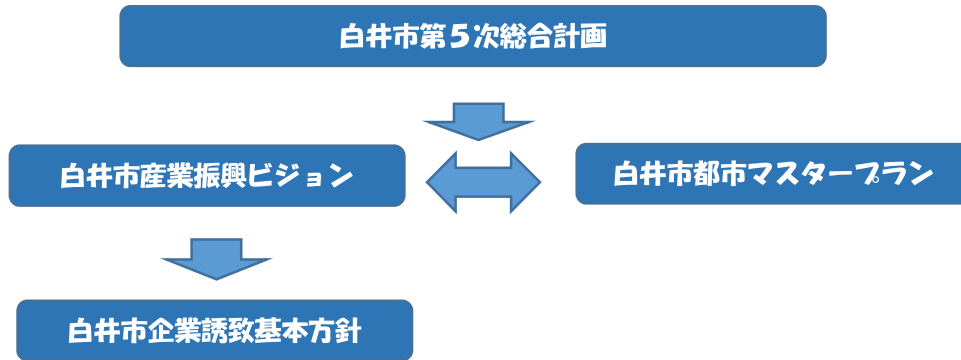 白井市第５次総合計画
白井市産業振興ビジョン
白井市都市マスタープラン
白井市企業誘致基本方針